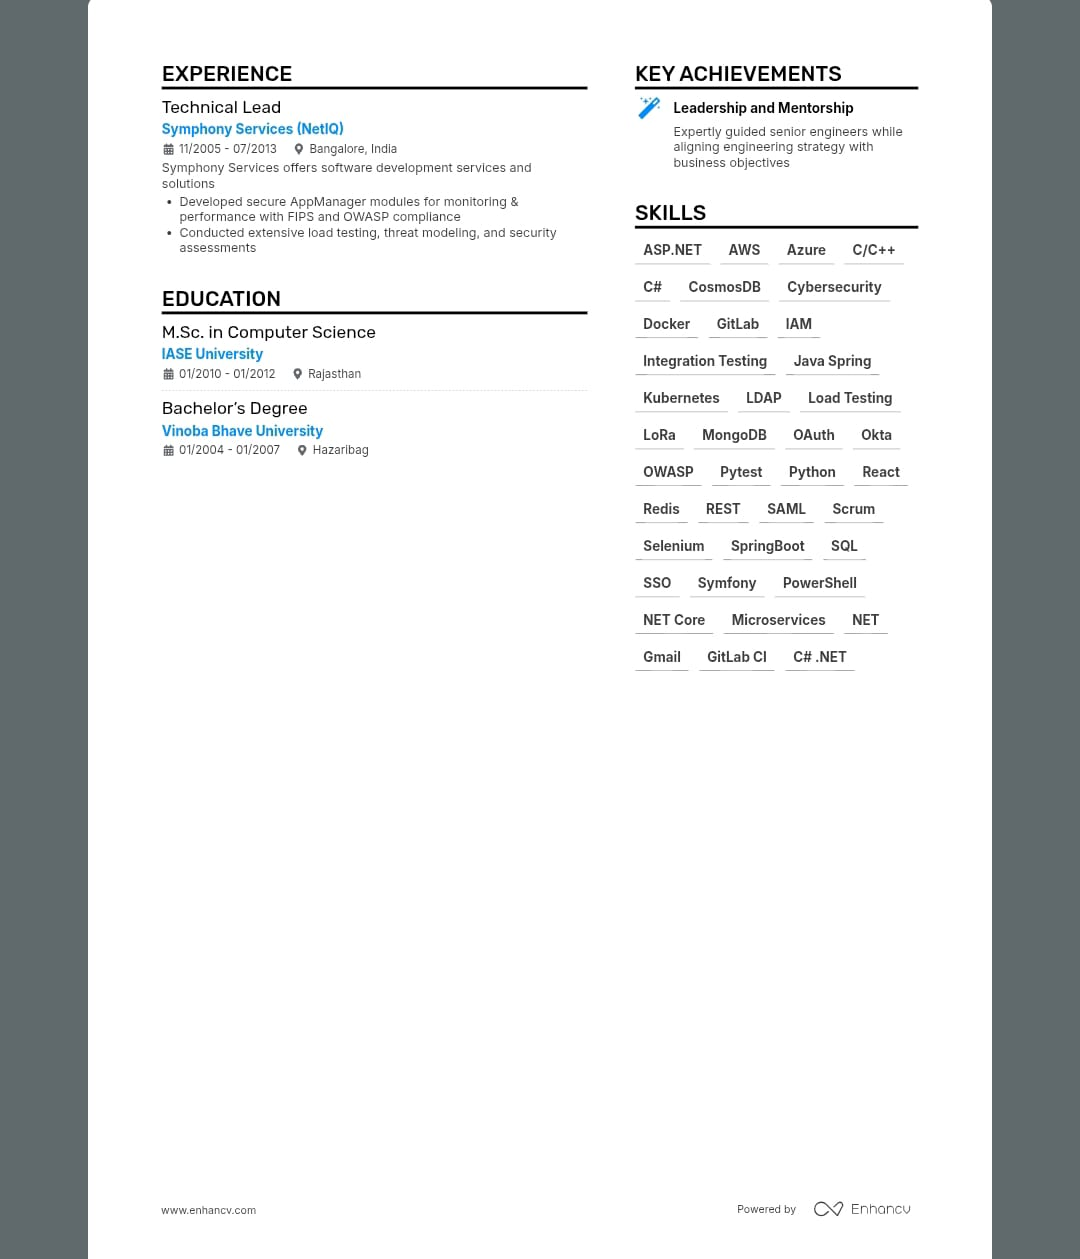 EXPERIENCE
Technical Lead
Symphony Services (NetIQ)
11/2005 - 07/2013 Bangalore, India
Symphony Services offers software development services and
solutions
• Developed secure AppManager modules for monitoring &
performance with FIPS and OWASP compliance
• Conducted extensive load testing, threat modeling, and security
assessments
EDUCATION
M.Sc. in Computer Science
IASE University
01/2010 - 01/2012 Rajasthan
Bachelor’s Degree
Vinoba Bhave University
01/2004 - 01/2007 Hazaribag
KEY ACHIEVEMENTS
Leadership and Mentorship
Expertly guided senior engineers while
aligning engineering strategy with
business objectives
SKILLS
ASP.NET AWS Azure C/C++
C# CosmosDB Cybersecurity
Docker GitLab IAM
Integration Testing Java Spring
Kubernetes LDAP Load Testing
LoRa MongoDB OAuth Okta
OWASP Pytest Python React
Redis REST SAML Scrum
Selenium SpringBoot SQL
SSO Symfony PowerShell
NET Core Microservices NET
Gmail GitLab CI C# .NET
www.enhancv.com
Powered by Enhancv